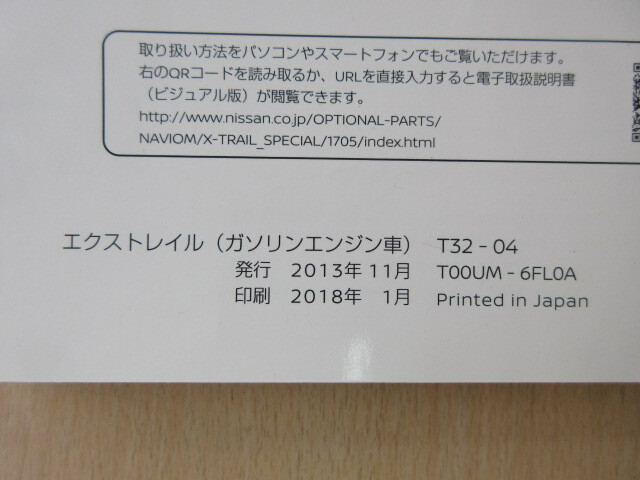 取り扱い方法をパソコンやスマートフォンでもご覧いただけます。
右のQRコードを読み取るか、URLを直接入力すると電子取扱説明書
（ビジュアル版）が閲覧できます。
http://www.nissan.co.jp/OPTIONAL-PARTS/
NAVIOM/X-TRAIL_SPECIAL/1705/index.html
エクストレイル（ガソリンエンジン車） T32 - 04
発行 2013年 11月 T00UM - 6FL0A
印刷 2018年 1月 Printed in Japan